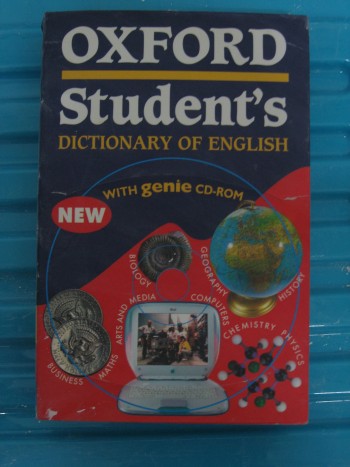 OXFORD
Student's
DICTIONARY OF ENGLISH
WITH genie CD-ROM
NEW
BIOLOGY
GEOGRAPHY
HISTORY
ARTS AND MEDIA
COMPUTERS
CHEMISTRY
PHYSICS
BUSINESS
MATHS